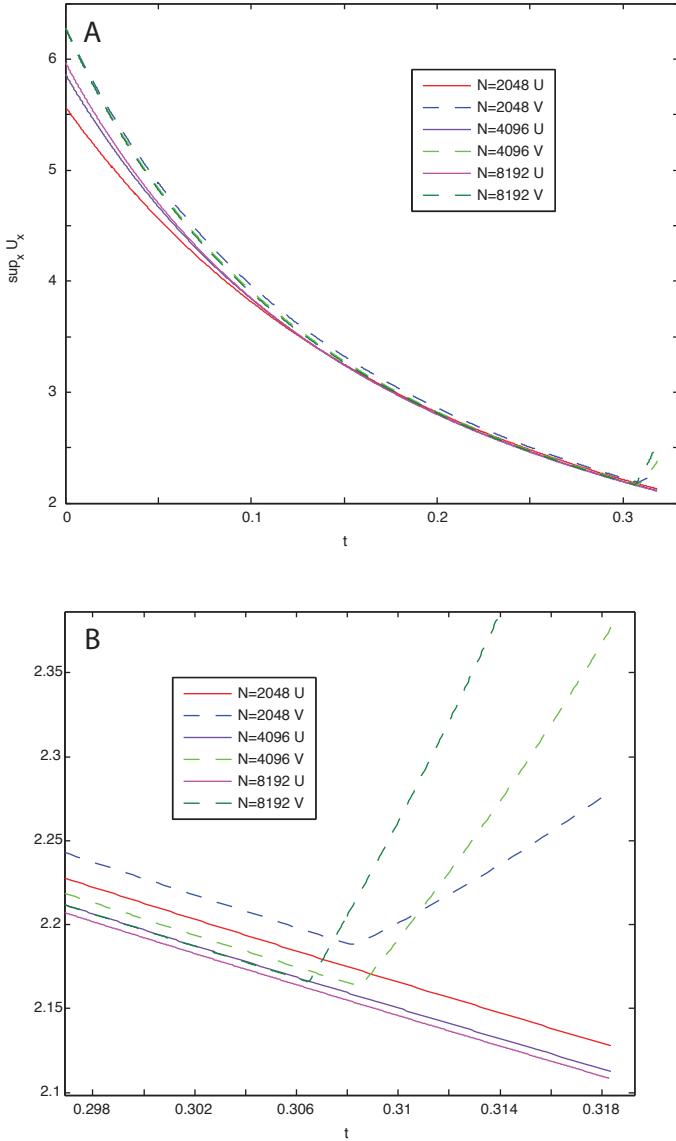 A
6
5
4
3
2
sup_x U_x
N=2048 U
N=2048 V
N=4096 U
N=4096 V
N=8192 U
N=8192 V
0
0.1
0.2
0.3
t
B
2.35
2.3
2.25
2.2
2.15
2.1
N=2048 U
N=2048 V
N=4096 U
N=4096 V
N=8192 U
N=8192 V
0.298
0.302
0.306
0.31
0.314
0.318
t